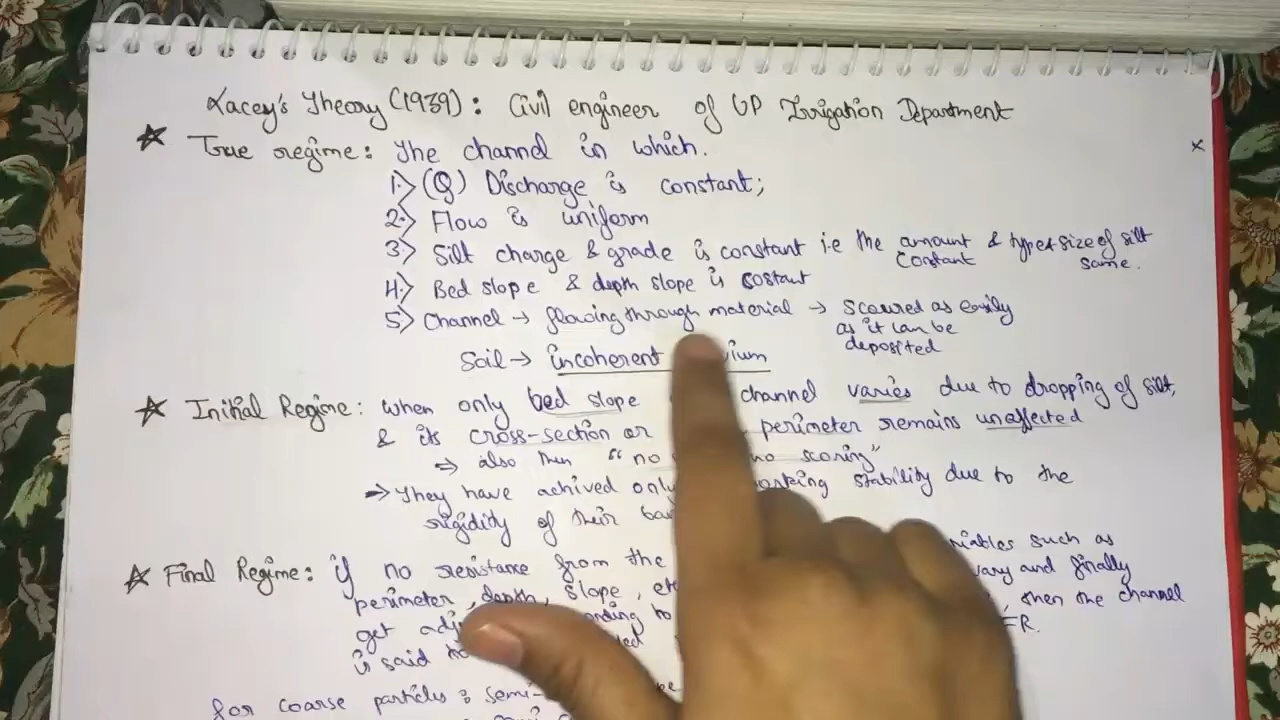 Lacey's Theory (1939): Civil engineer of UP Irrigation Department
True regime: The channel in which.
1.> (Q) Discharge is constant;
2.> Flow is uniform
3.> Silt charge & grade is constant i.e the amount & type & size of silt
constant same.
4.> Bed slope & depth slope is costant
5.> Channel → flowing through material → scoured as easily
as it can be
deposited
Soil → incoherent
Initial Regime: when only bed slope channel varies due to dropping of silt,
& its cross-section or perimeter remains unaffected
→ also then "no no scoring"
→ They have achived only working stability due to the
rigidity of their
Final Regime: if no resistance from the such as
perimeter, depth, slope, vary and finally
get , then the channel
is said
for coarse particles: semi-